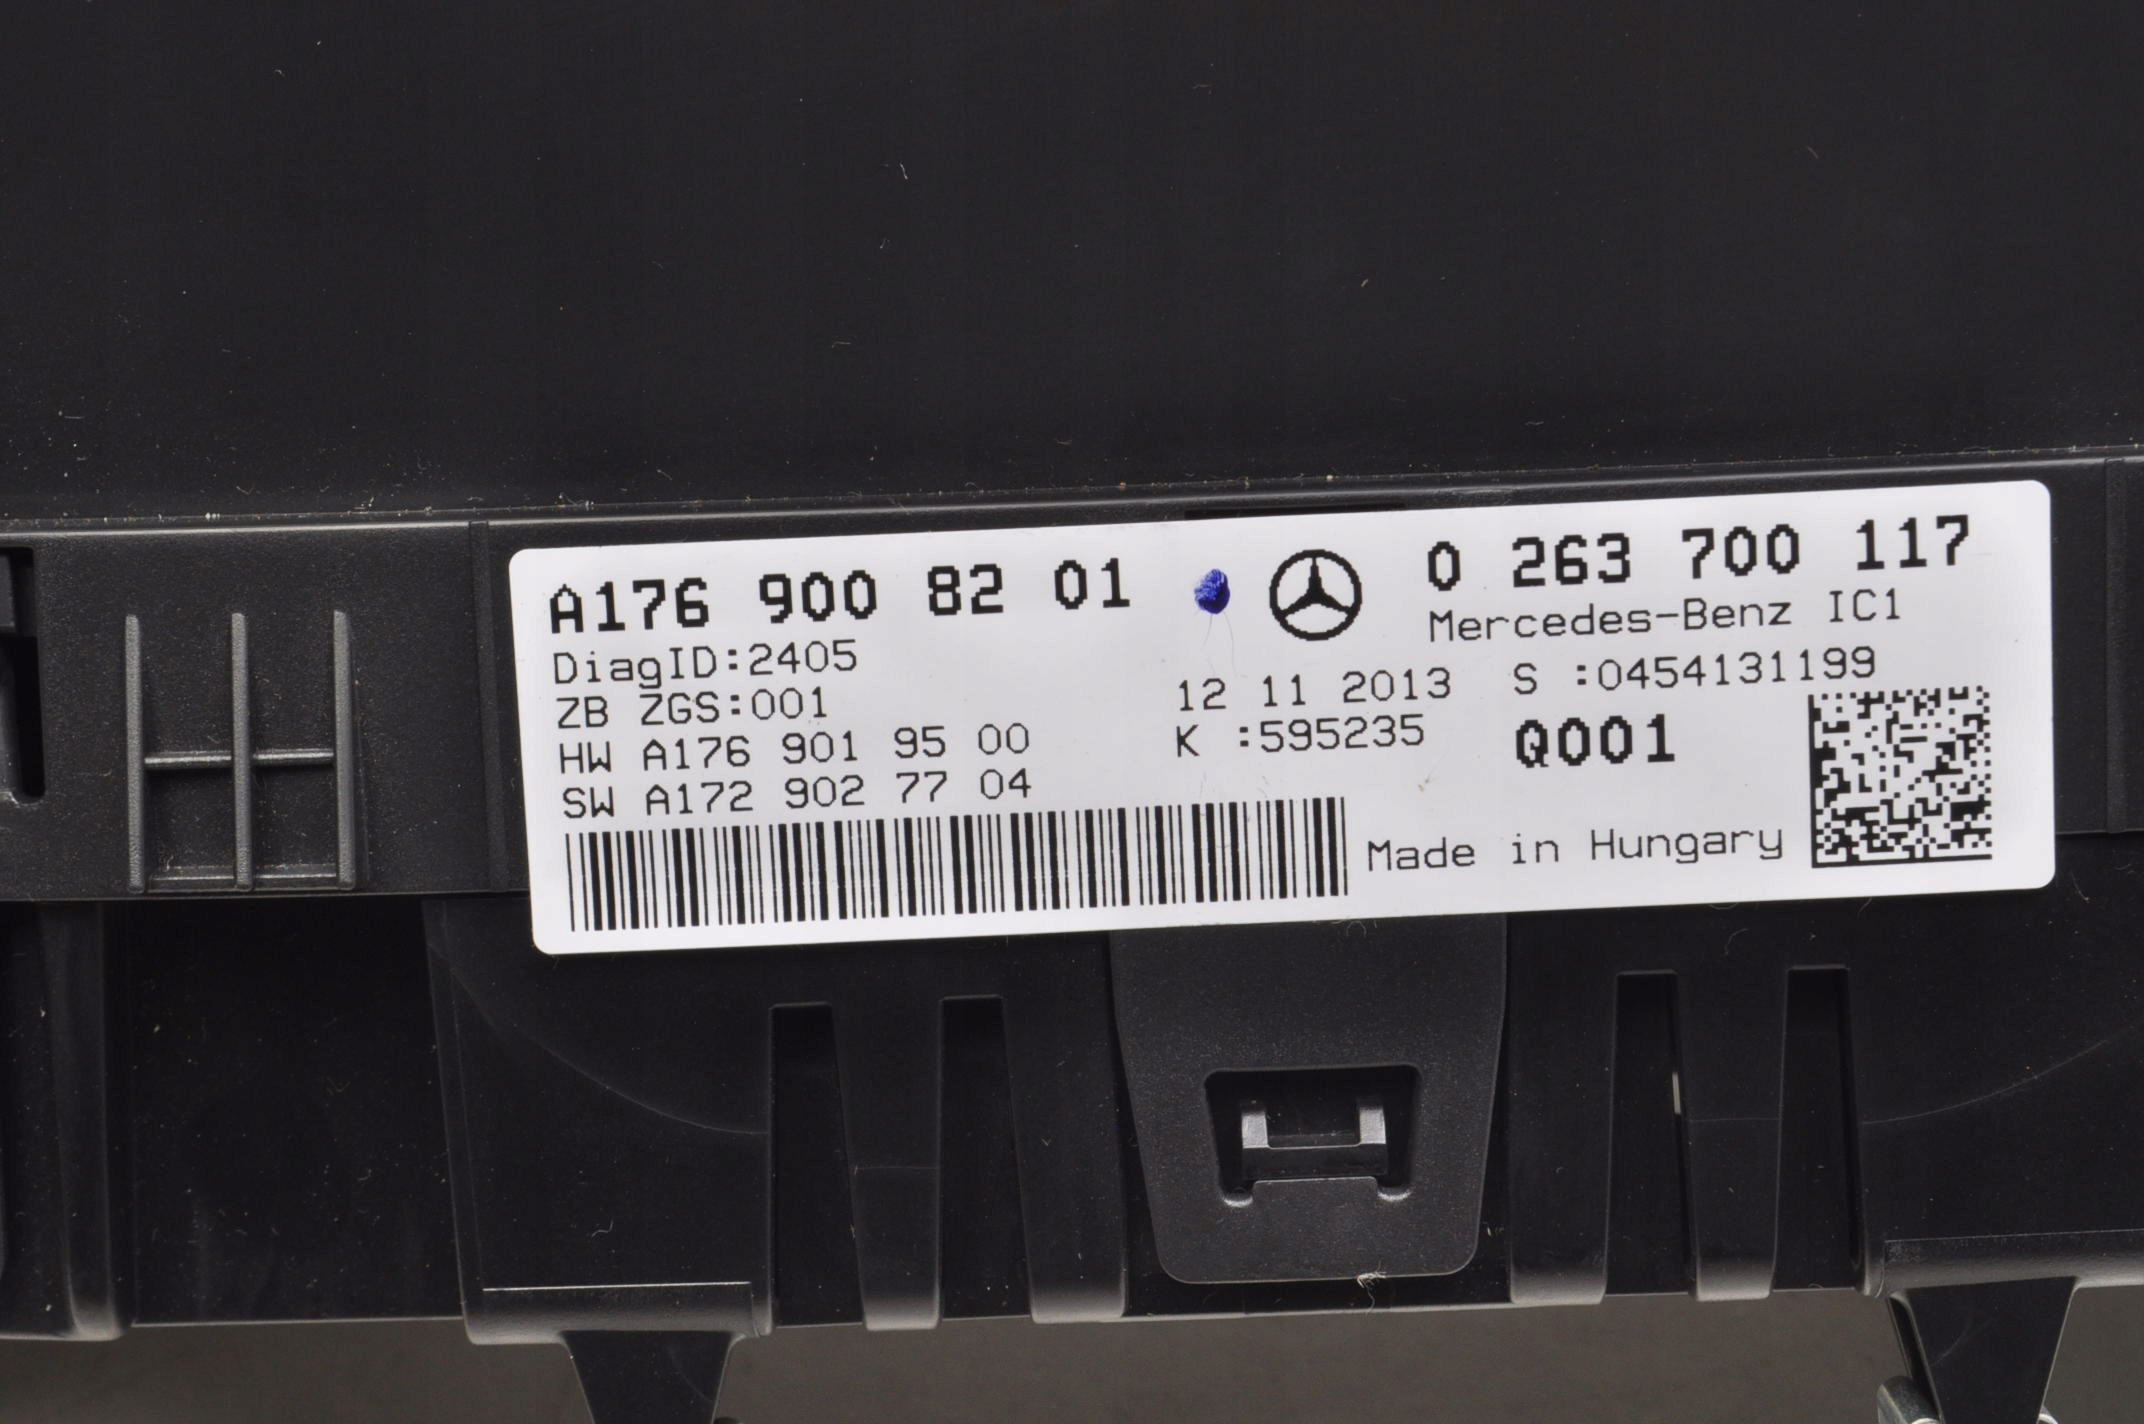 A176 900 82 01
0 263 700 117
Mercedes-Benz IC1
DiagID:2405
ZB ZGS:001
12 11 2013
S :0454131199
HW A176 901 95 00
K :595235
Q001
SW A172 902 77 04
Made in Hungary